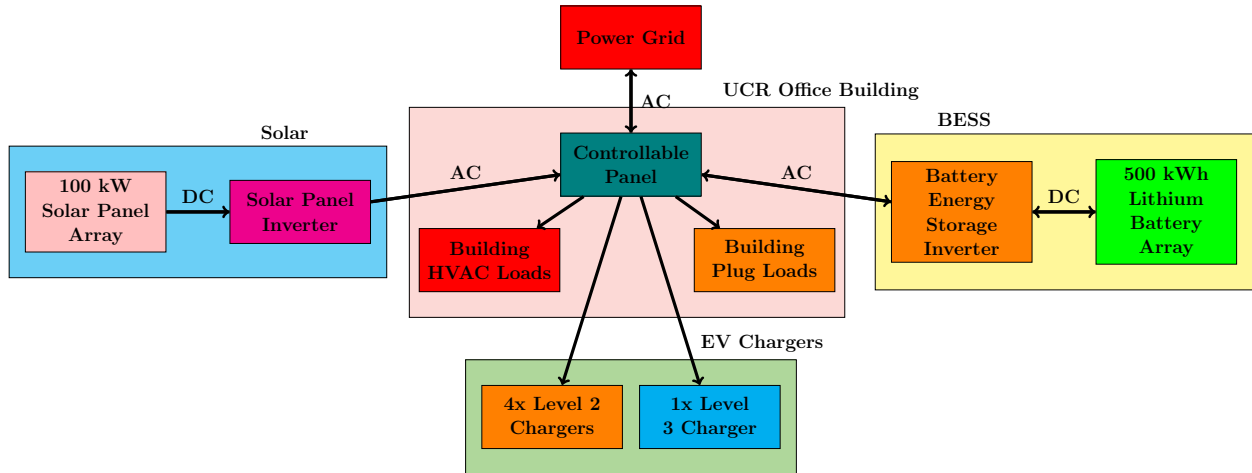 Power Grid
AC
UCR Office Building
Solar
BESS
100 kW
Solar Panel
Array
DC
Solar Panel
Inverter
AC
Controllable
Panel
AC
Battery
Energy
Storage
Inverter
DC
500 kWh
Lithium
Battery
Array
Building
HVAC Loads
Building
Plug Loads
EV Chargers
4x Level 2
Chargers
1x Level
3 Charger